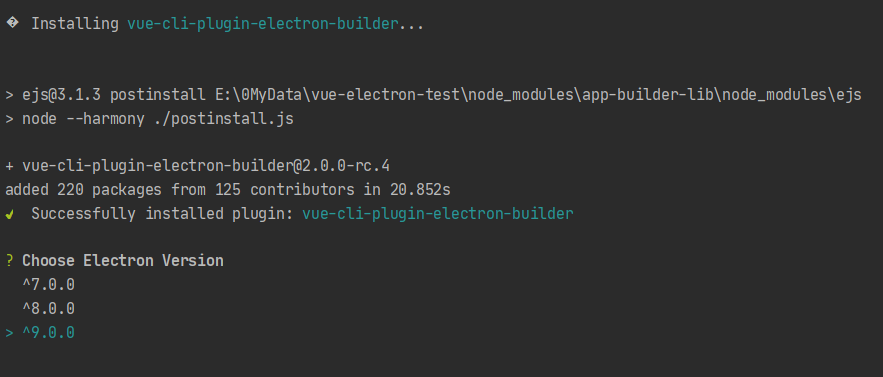 � Installing vue-cli-plugin-electron-builder...
> ejs@3.1.3 postinstall E:\0MyData\vue-electron-test\node_modules\app-builder-lib\node_modules\ejs
> node --harmony ./postinstall.js
+ vue-cli-plugin-electron-builder@2.0.0-rc.4
added 220 packages from 125 contributors in 20.852s
✔ Successfully installed plugin: vue-cli-plugin-electron-builder
? Choose Electron Version
^7.0.0
^8.0.0
> ^9.0.0